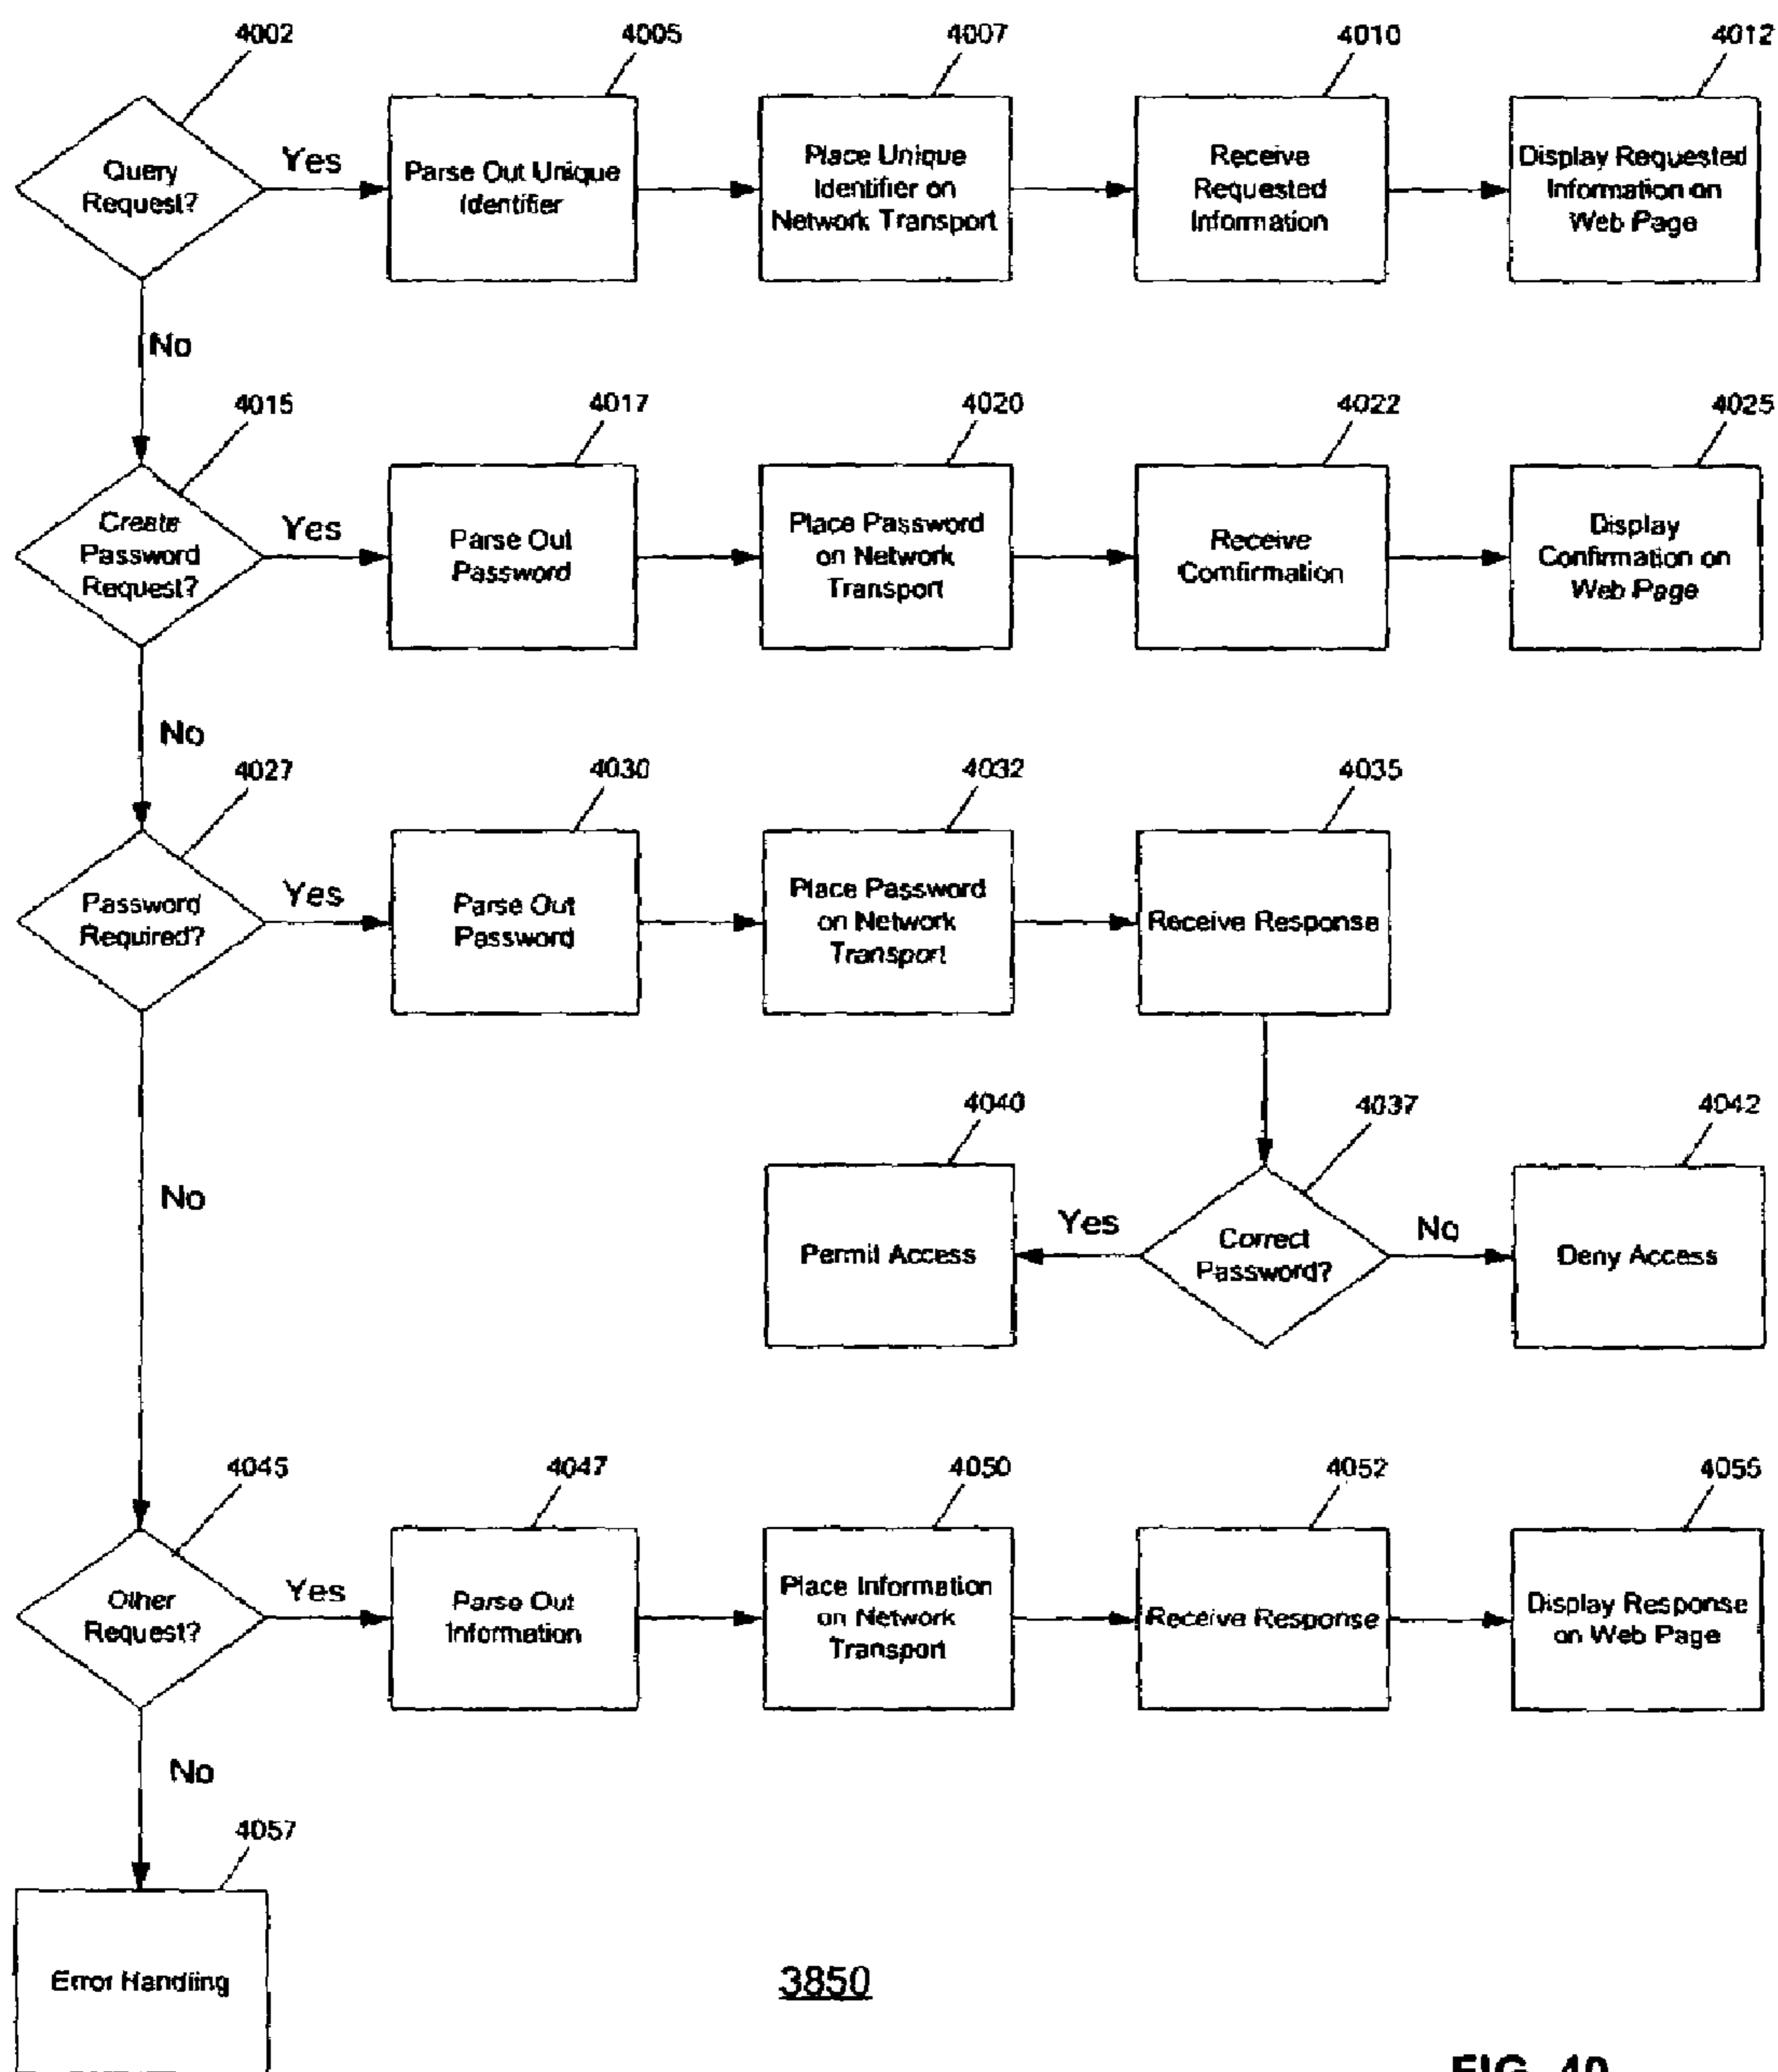 4002
4005
4007
4010
4012
Query
Request?
Yes
Parse Out Unique
Identifier
Place Unique
Identifier on
Network Transport
Receive
Requested
Information
Display Requested
Information on
Web Page
No
4015
4017
4020
4022
4025
Create
Password
Request?
Yes
Parse Out
Password
Place Password
on Network
Transport
Receive
Comfirmation
Display
Confirmation on
Web Page
No
4027
4030
4032
4035
Password
Required?
Yes
Parse Out
Password
Place Password
on Network
Transport
Receive Response
No
4040
4037
4042
Permit Access
Yes
Correct
Password?
No
Deny Access
4045
4047
4050
4052
4055
Other
Request?
Yes
Parse Out
Information
Place Information
on Network
Transport
Receive Response
Display Response
on Web Page
No
4057
Error Handling
3850
FIG. 40